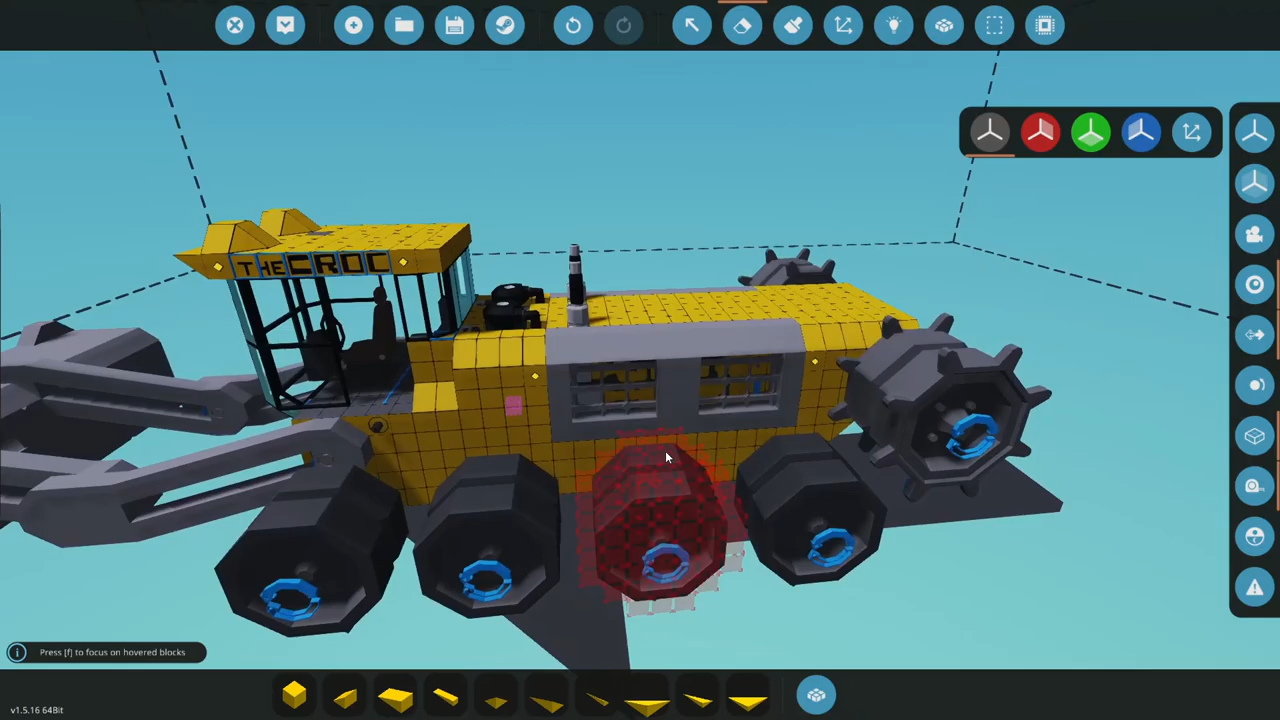 THE CROC
Press [f] to focus on hovered blocks
v1.5.16 64Bit